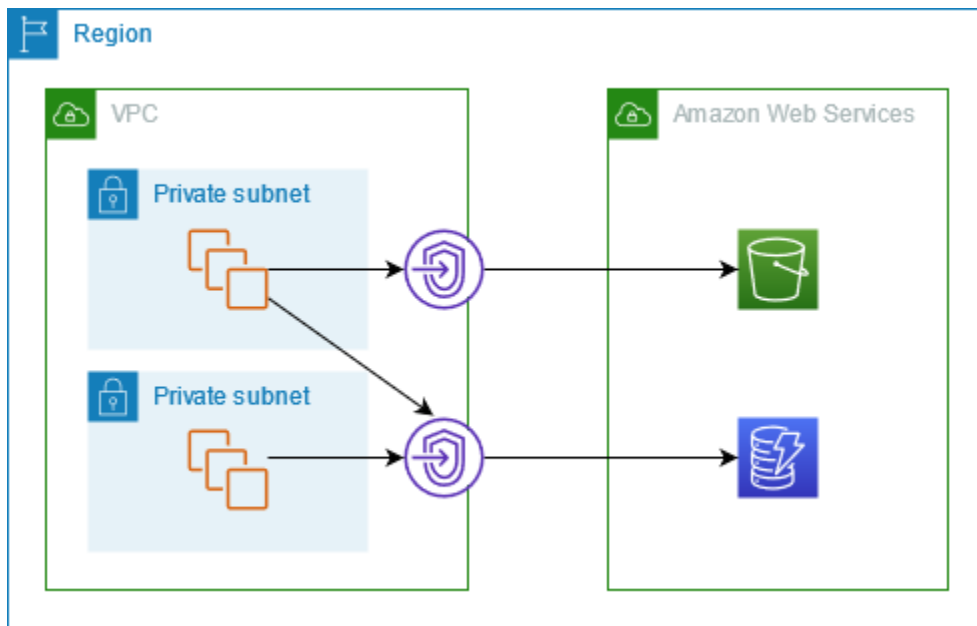 Region
VPC
Amazon Web Services
Private subnet
Private subnet